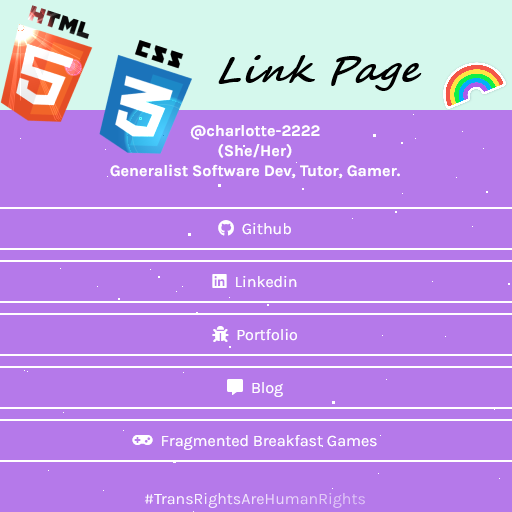 HTML
5
CSS
3
Link Page
@charlotte-2222
(She/Her)
Generalist Software Dev, Tutor, Gamer.
Github
Linkedin
Portfolio
Blog
Fragmented Breakfast Games
#TransRightsAreHumanRights